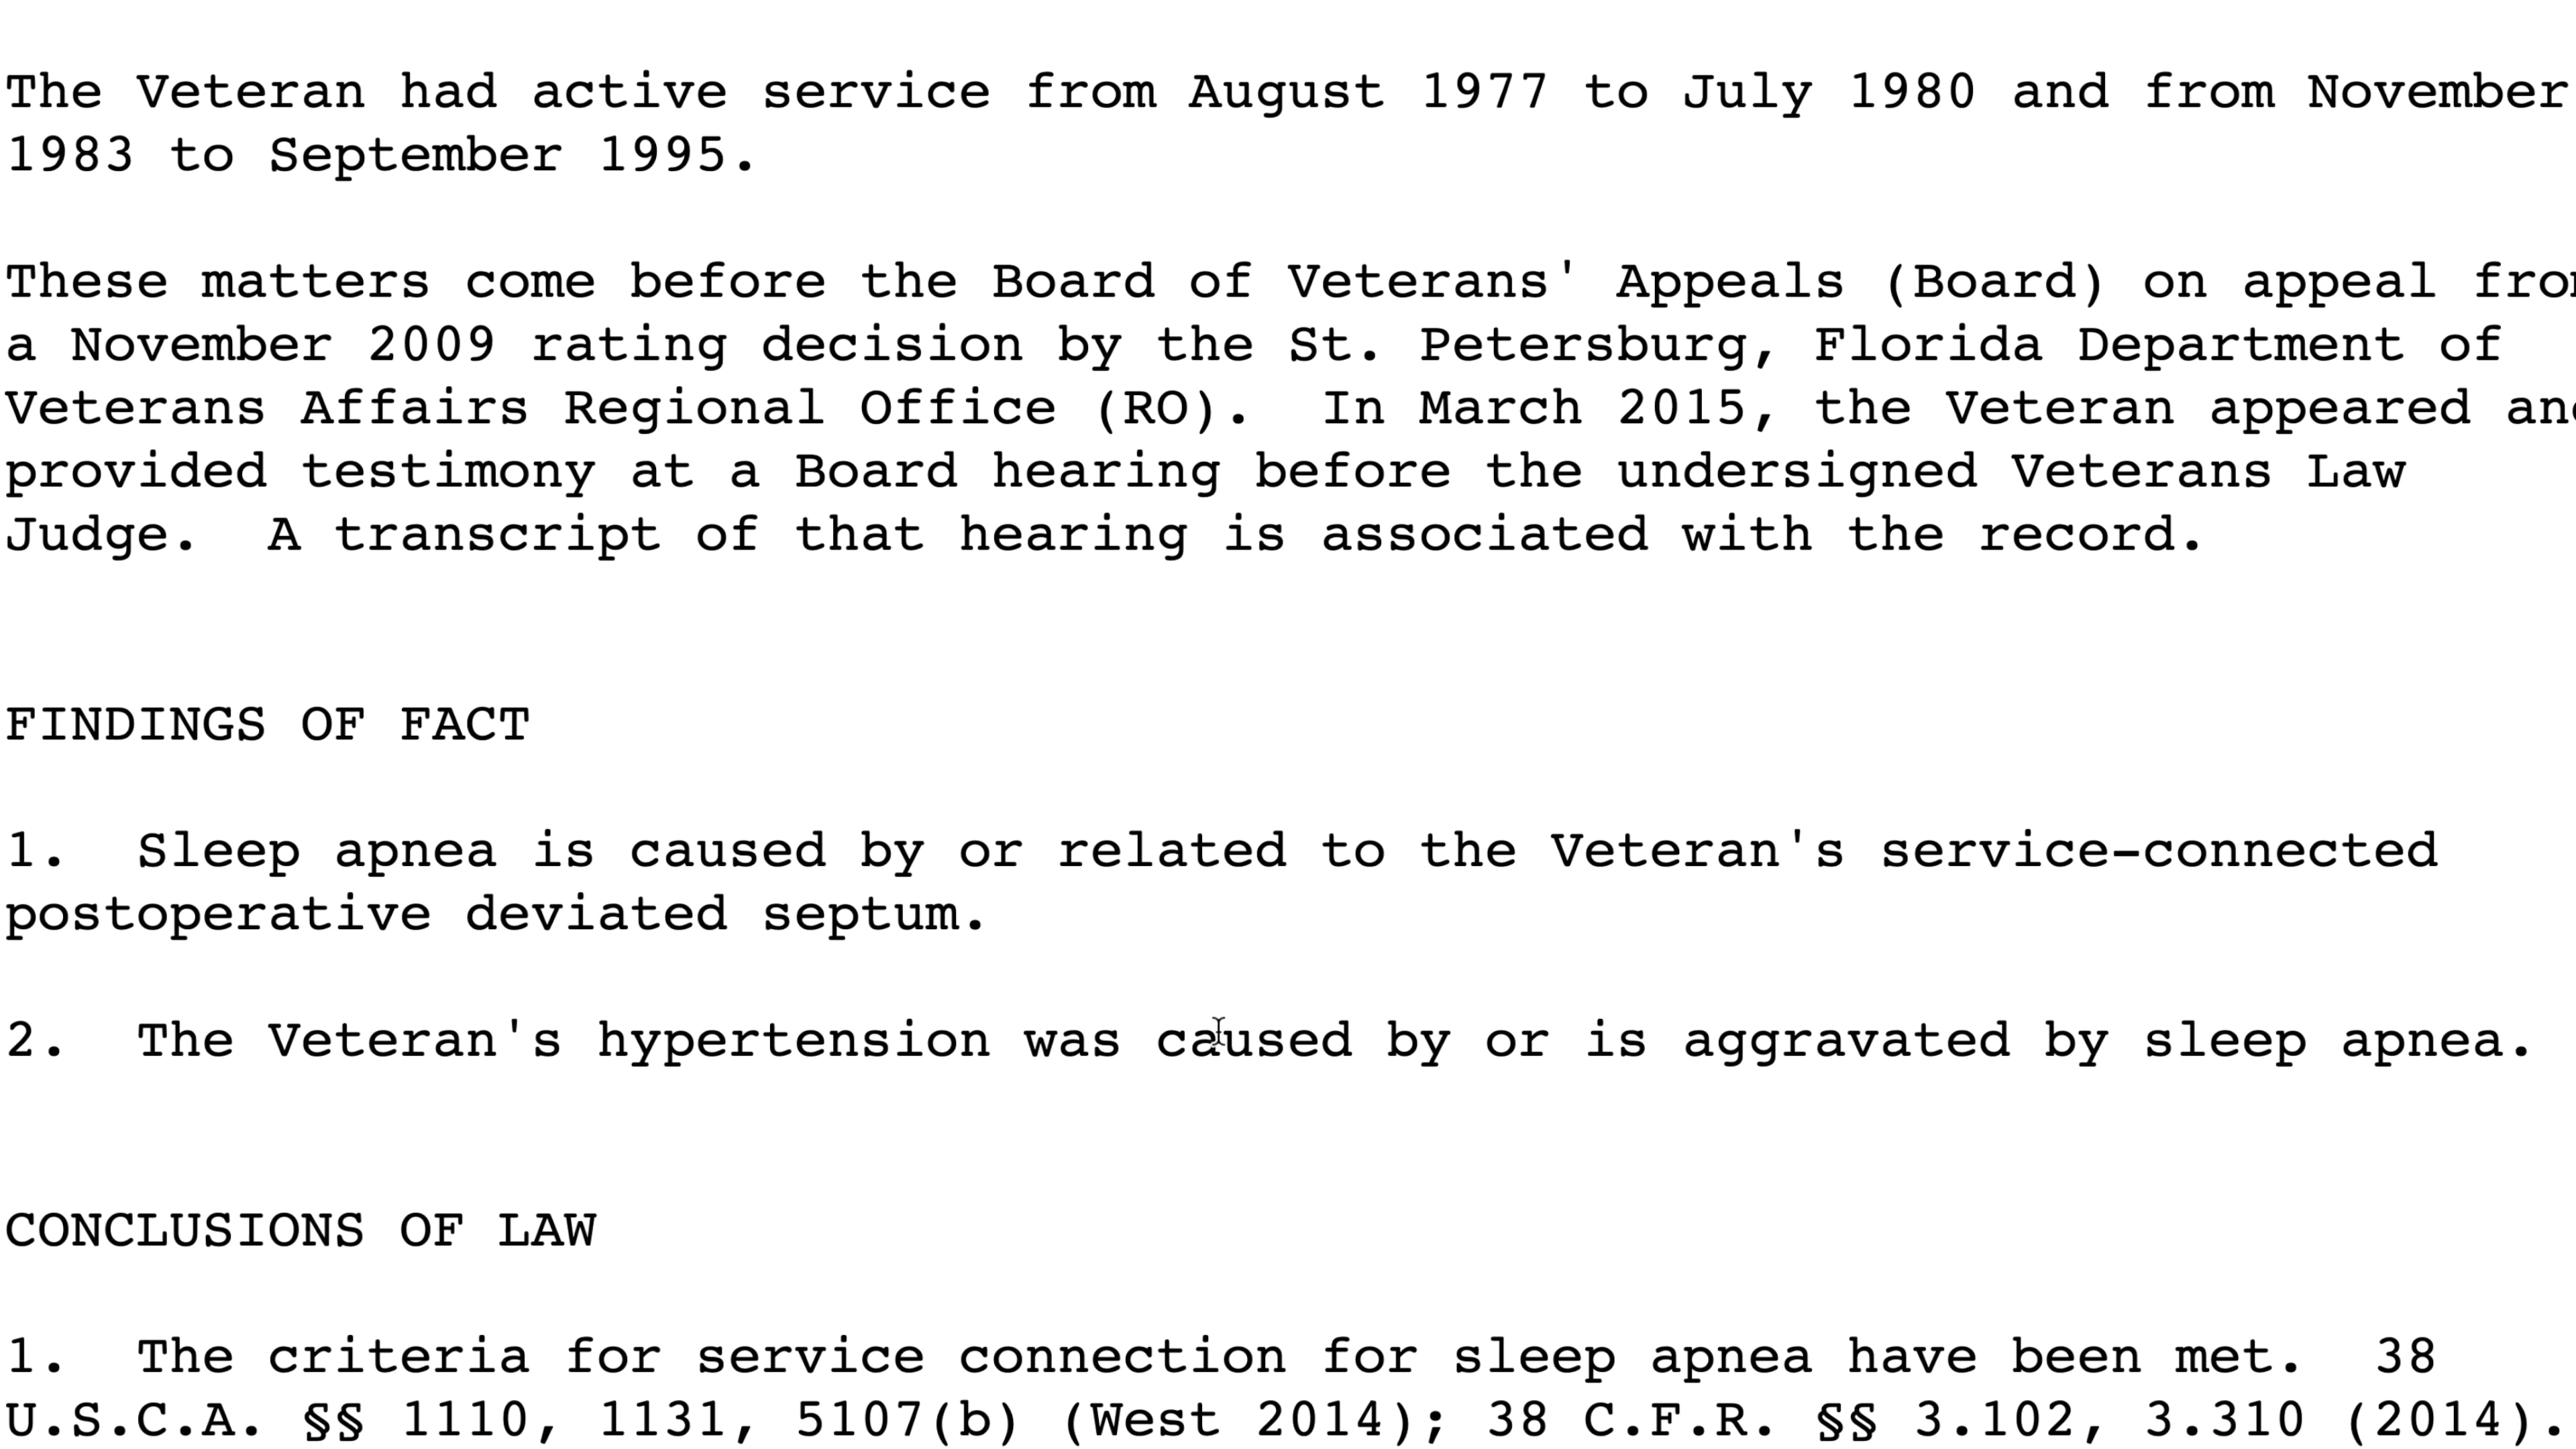 The Veteran had active service from August 1977 to July 1980 and from November
1983 to September 1995.
These matters come before the Board of Veterans' Appeals (Board) on appeal
a November 2009 rating decision by the St. Petersburg, Florida Department of
Veterans Affairs Regional Office (RO).  In March 2015, the Veteran appeared
provided testimony at a Board hearing before the undersigned Veterans Law
Judge.  A transcript of that hearing is associated with the record.
FINDINGS OF FACT
1.  Sleep apnea is caused by or related to the Veteran's service-connected
postoperative deviated septum.
2.  The Veteran's hypertension was caused by or is aggravated by sleep apnea.
CONCLUSIONS OF LAW
1.  The criteria for service connection for sleep apnea have been met.  38
U.S.C.A. §§ 1110, 1131, 5107(b) (West 2014); 38 C.F.R. §§ 3.102, 3.310 (2014).